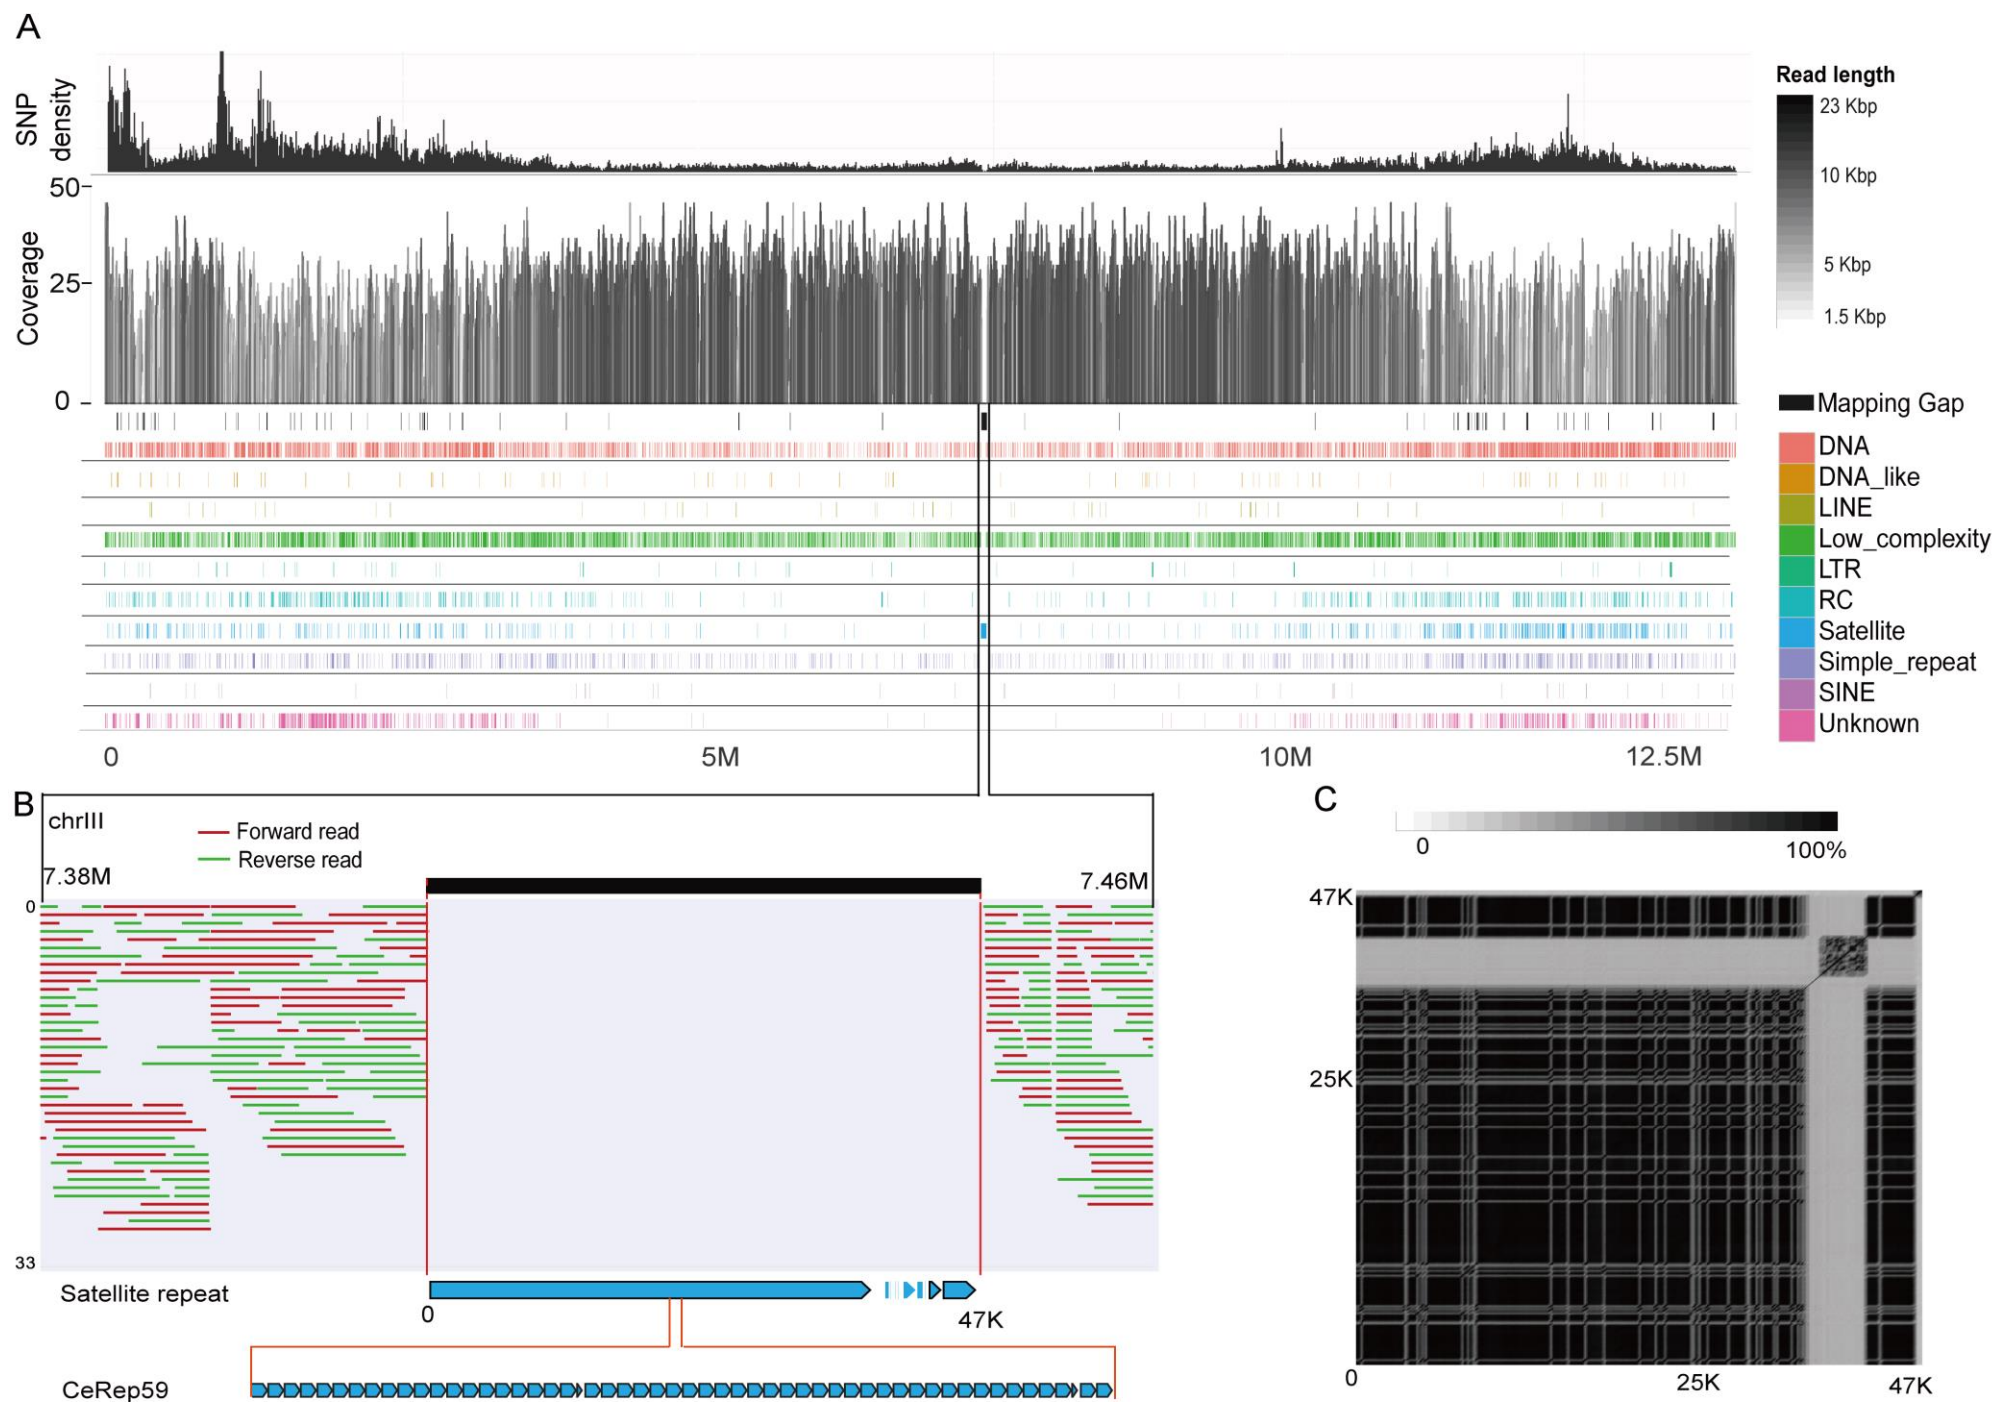 A
SNP
density
50
Coverage
25
0
Read length
23 Kbp
10 Kbp
5 Kbp
1.5 Kbp
Mapping Gap
DNA
DNA_like
LINE
Low_complexity
LTR
RC
Satellite
Simple_repeat
SINE
Unknown
0 5M 10M 12.5M
B
chrIII
Forward read
Reverse read
7.38M 7.46M
0
33
Satellite repeat
0 47K
CeRep59
C
0 100%
47K
25K
0 25K 47K